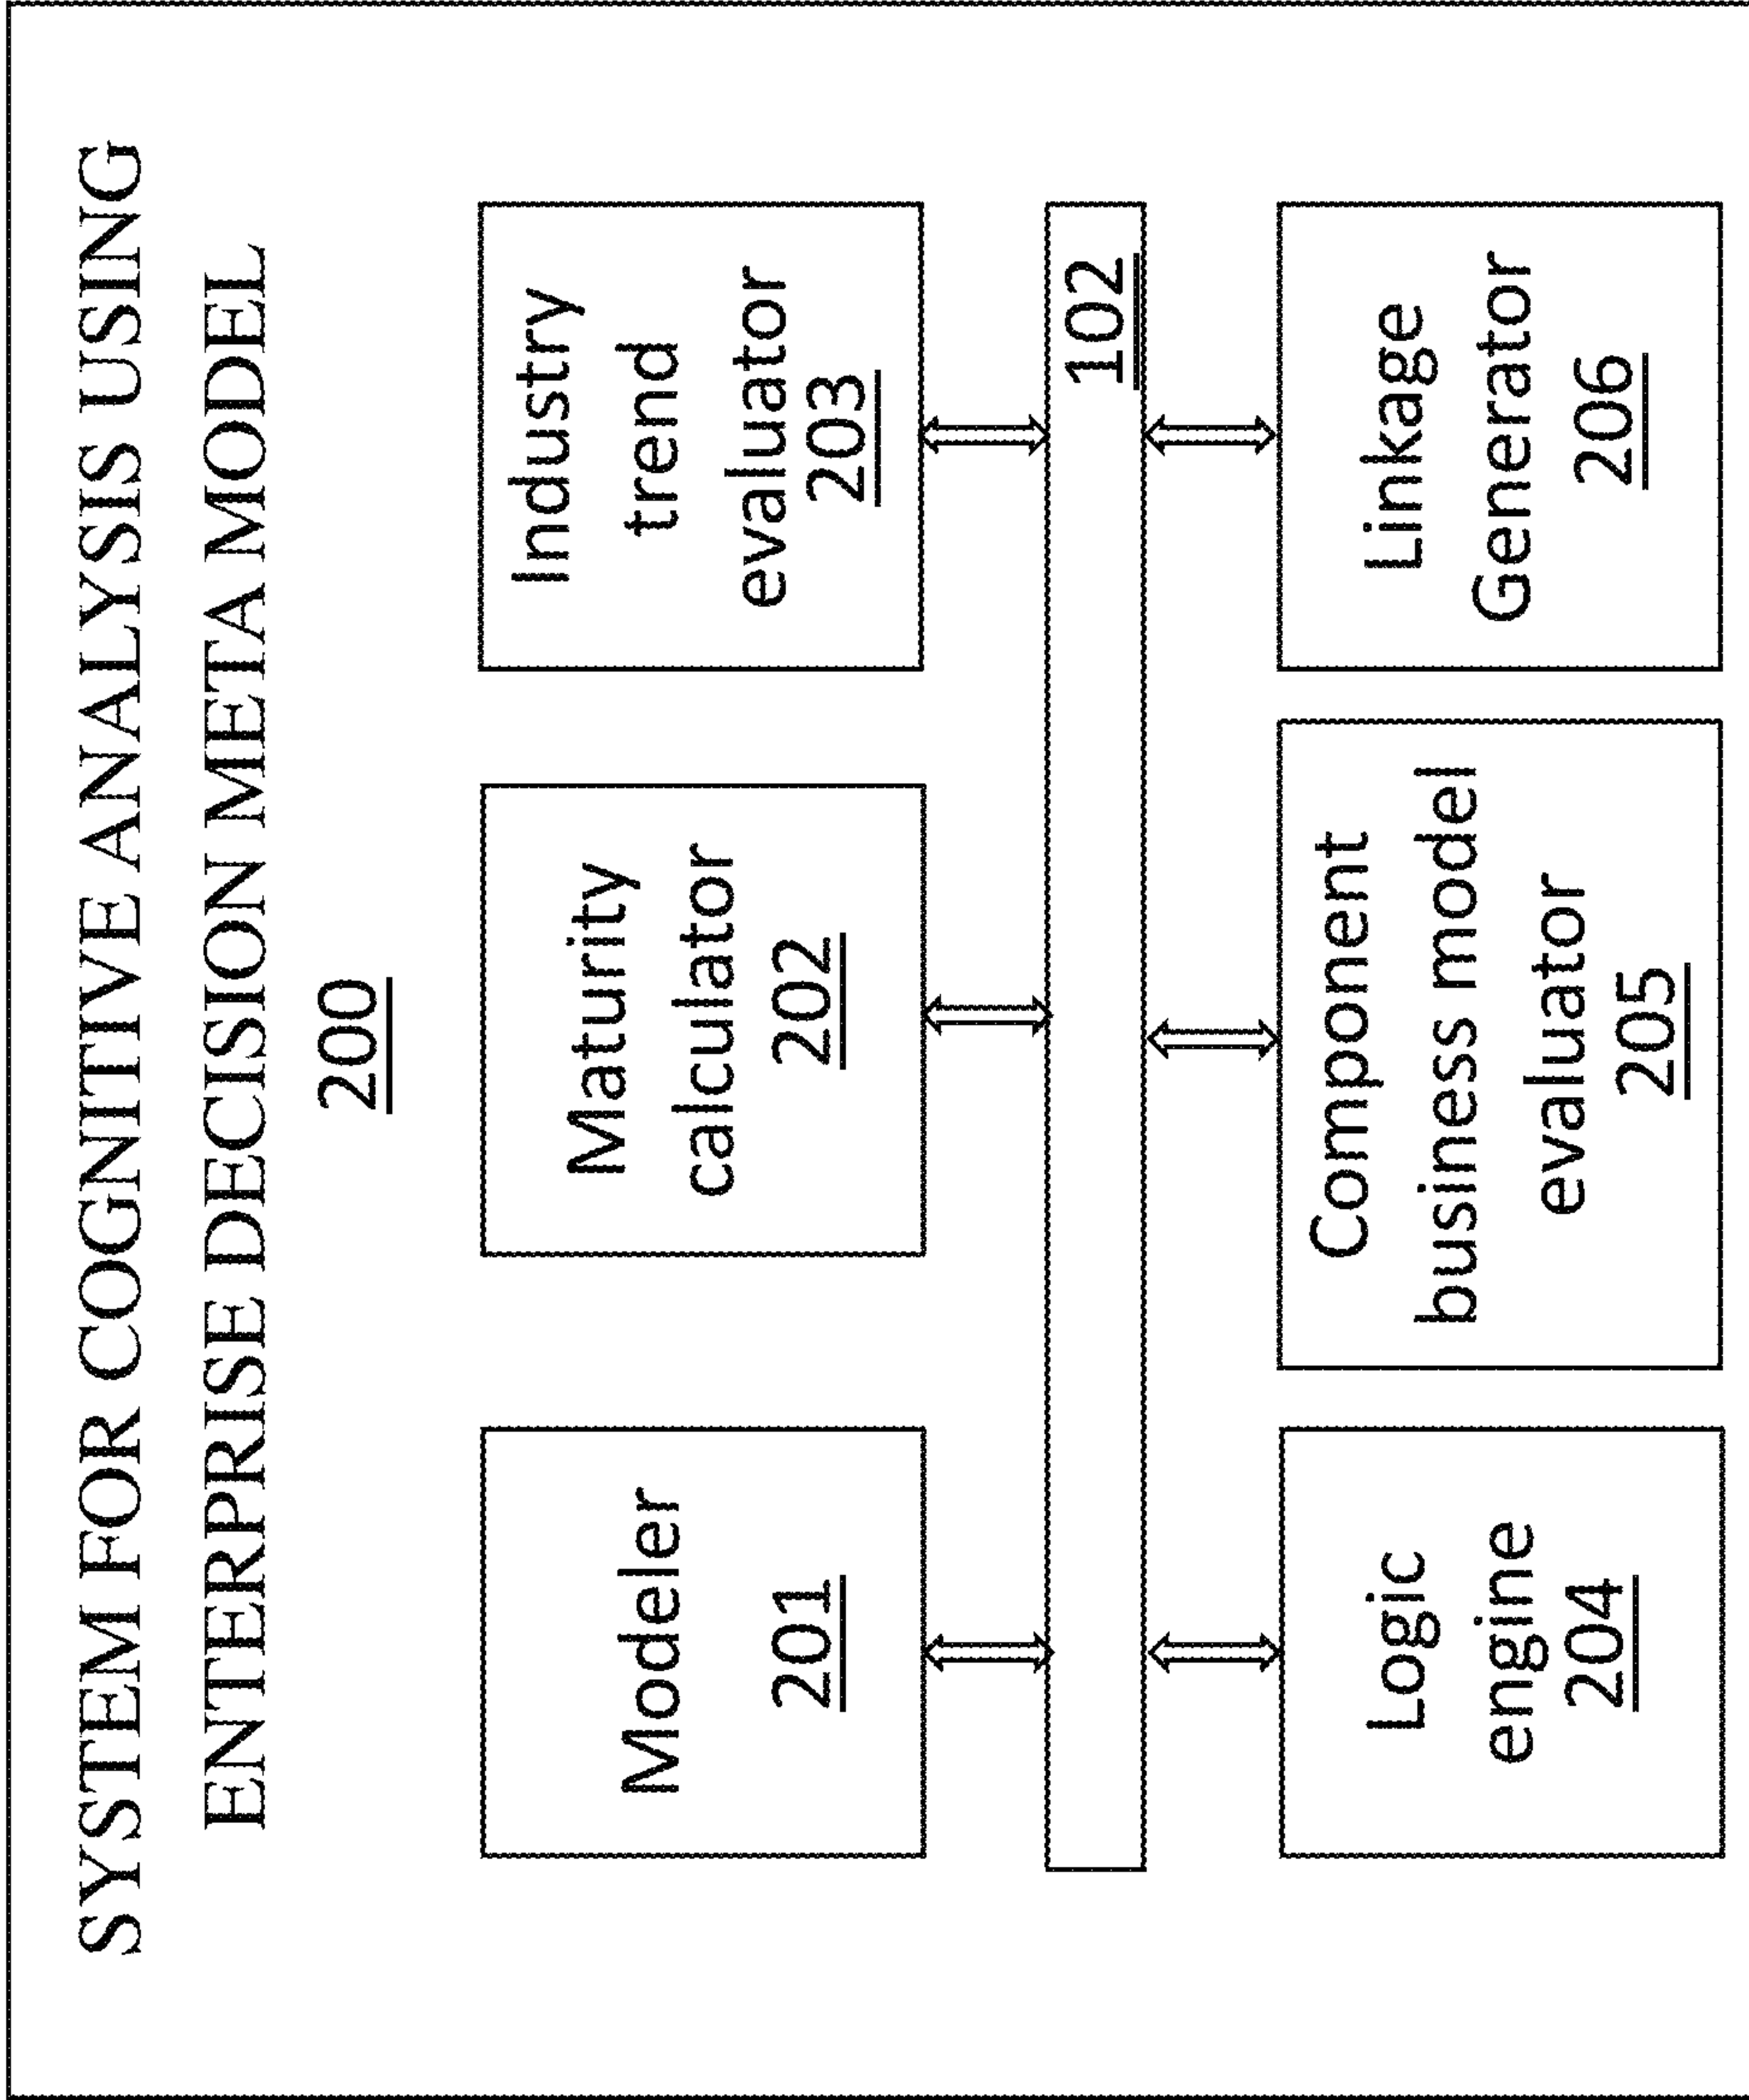 SYSTEM FOR COGNITIVE ANALYSIS USING
ENTERPRISE DECISION META MODEL
200
Modeler
201
Maturity
calculator
202
Industry
trend
evaluator
203
102
Logic
engine
204
Component
business model
evaluator
205
Linkage
Generator
206